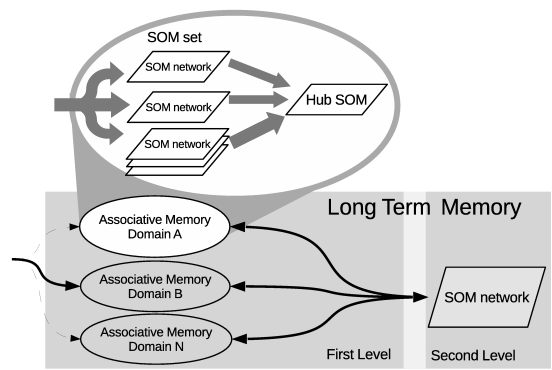 SOM set
SOM network
SOM network
SOM network
Hub SOM
Long Term Memory
Associative Memory
Domain A
Associative Memory
Domain B
Associative Memory
Domain N
SOM network
First Level
Second Level